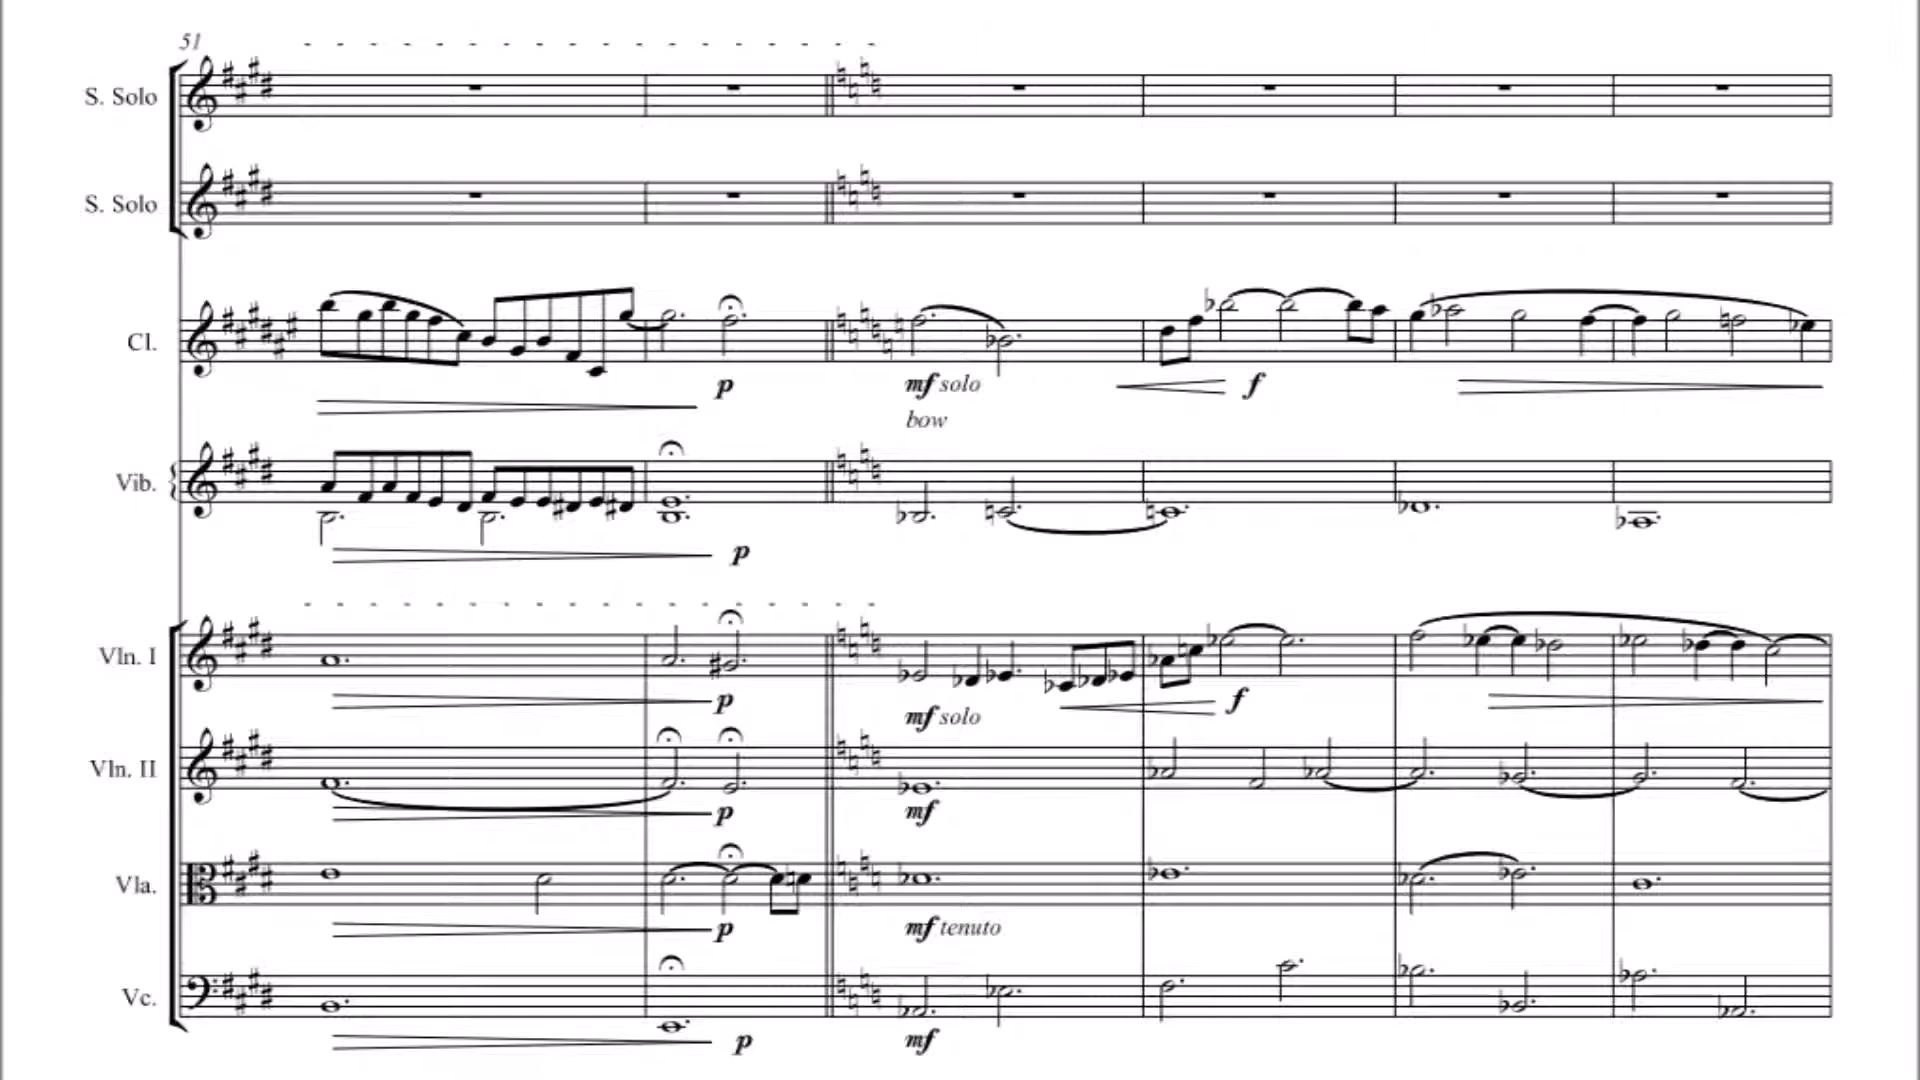 51
S. Solo
S. Solo
Cl.
p
mf solo
f
bow
Vib.
p
Vln. I
p
mf solo
f
Vln. II
p
mf
Vla.
p
mf tenuto
Vc.
p
mf